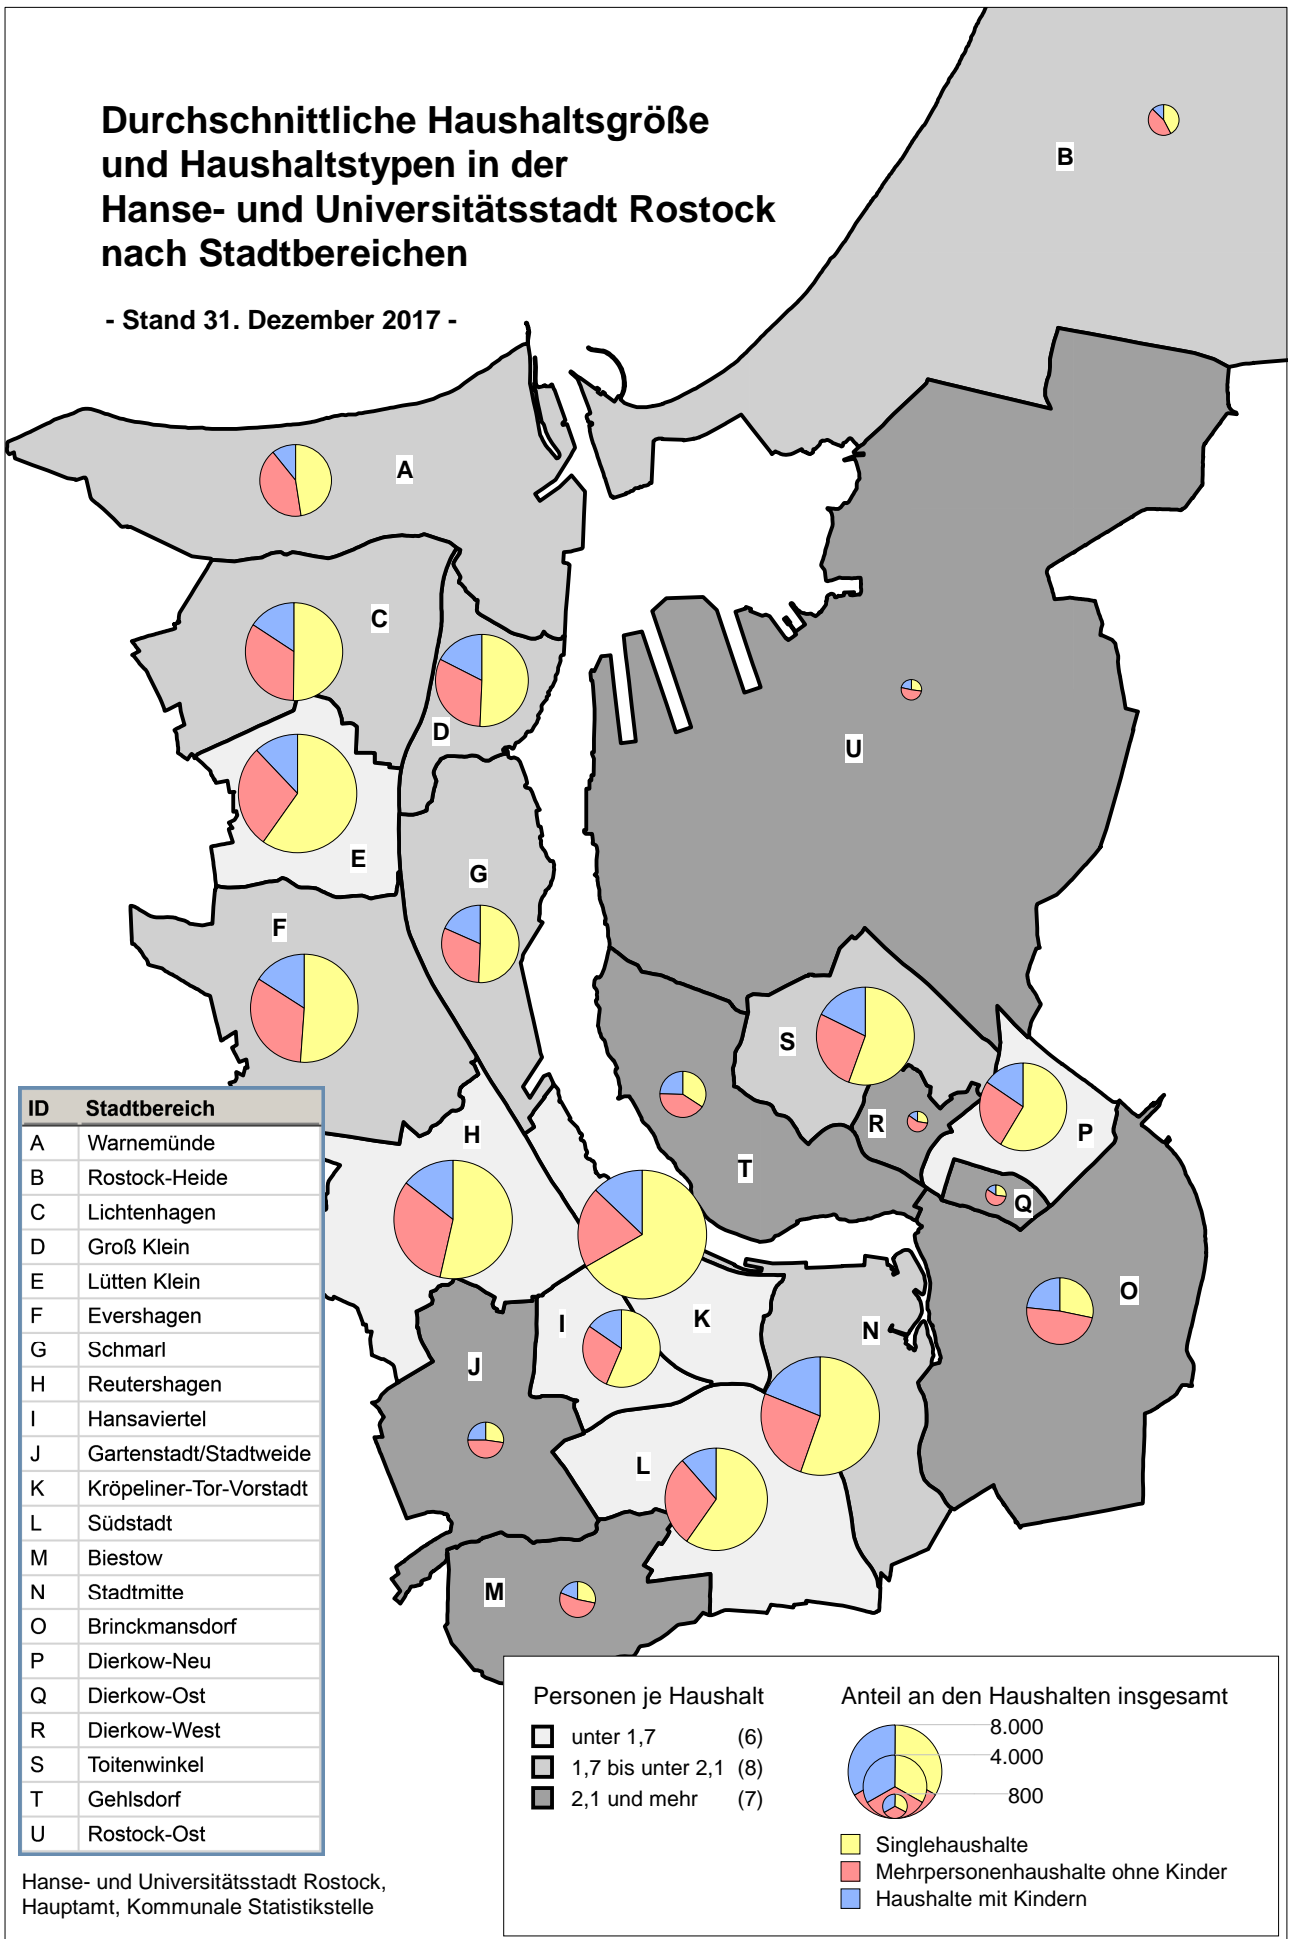 Durchschnittliche Haushaltsgröße
und Haushaltstypen in der
Hanse- und Universitätsstadt Rostock
nach Stadtbereichen
- Stand 31. Dezember 2017 -
B
A
C
D
U
E
G
F
S
H
R
P
T
Q
O
I
K
N
J
L
M
ID Stadtbereich
A Warnemünde
B Rostock-Heide
C Lichtenhagen
D Groß Klein
E Lütten Klein
F Evershagen
G Schmarl
H Reutershagen
I Hansaviertel
J Gartenstadt/Stadtweide
K Kröpeliner-Tor-Vorstadt
L Südstadt
M Biestow
N Stadtmitte
O Brinckmansdorf
P Dierkow-Neu
Q Dierkow-Ost
R Dierkow-West
S Toitenwinkel
T Gehlsdorf
U Rostock-Ost
Hanse- und Universitätsstadt Rostock,
Hauptamt, Kommunale Statistikstelle
Personen je Haushalt
unter 1,7 (6)
1,7 bis unter 2,1 (8)
2,1 und mehr (7)
Anteil an den Haushalten insgesamt
8.000
4.000
800
Singlehaushalte
Mehrpersonenhaushalte ohne Kinder
Haushalte mit Kindern